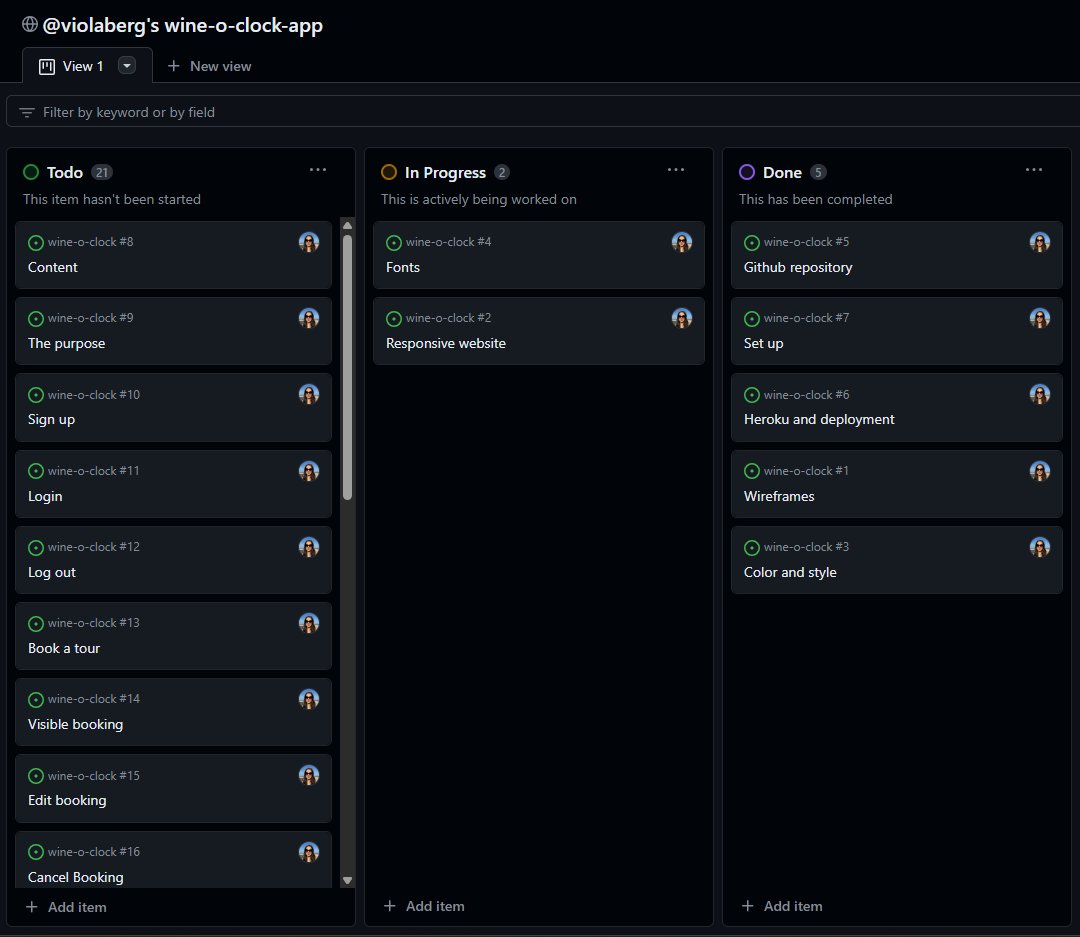 @violaberg's wine-o-clock-app
View 1
New view
Filter by keyword or by field
Todo 21
This item hasn't been started
wine-o-clock #8
Content
wine-o-clock #9
The purpose
wine-o-clock #10
Sign up
wine-o-clock #11
Login
wine-o-clock #12
Log out
wine-o-clock #13
Book a tour
wine-o-clock #14
Visible booking
wine-o-clock #15
Edit booking
wine-o-clock #16
Cancel Booking
Add item
In Progress 2
This is actively being worked on
wine-o-clock #4
Fonts
wine-o-clock #2
Responsive website
Add item
Done 5
This has been completed
wine-o-clock #5
Github repository
wine-o-clock #7
Set up
wine-o-clock #6
Heroku and deployment
wine-o-clock #1
Wireframes
wine-o-clock #3
Color and style
Add item